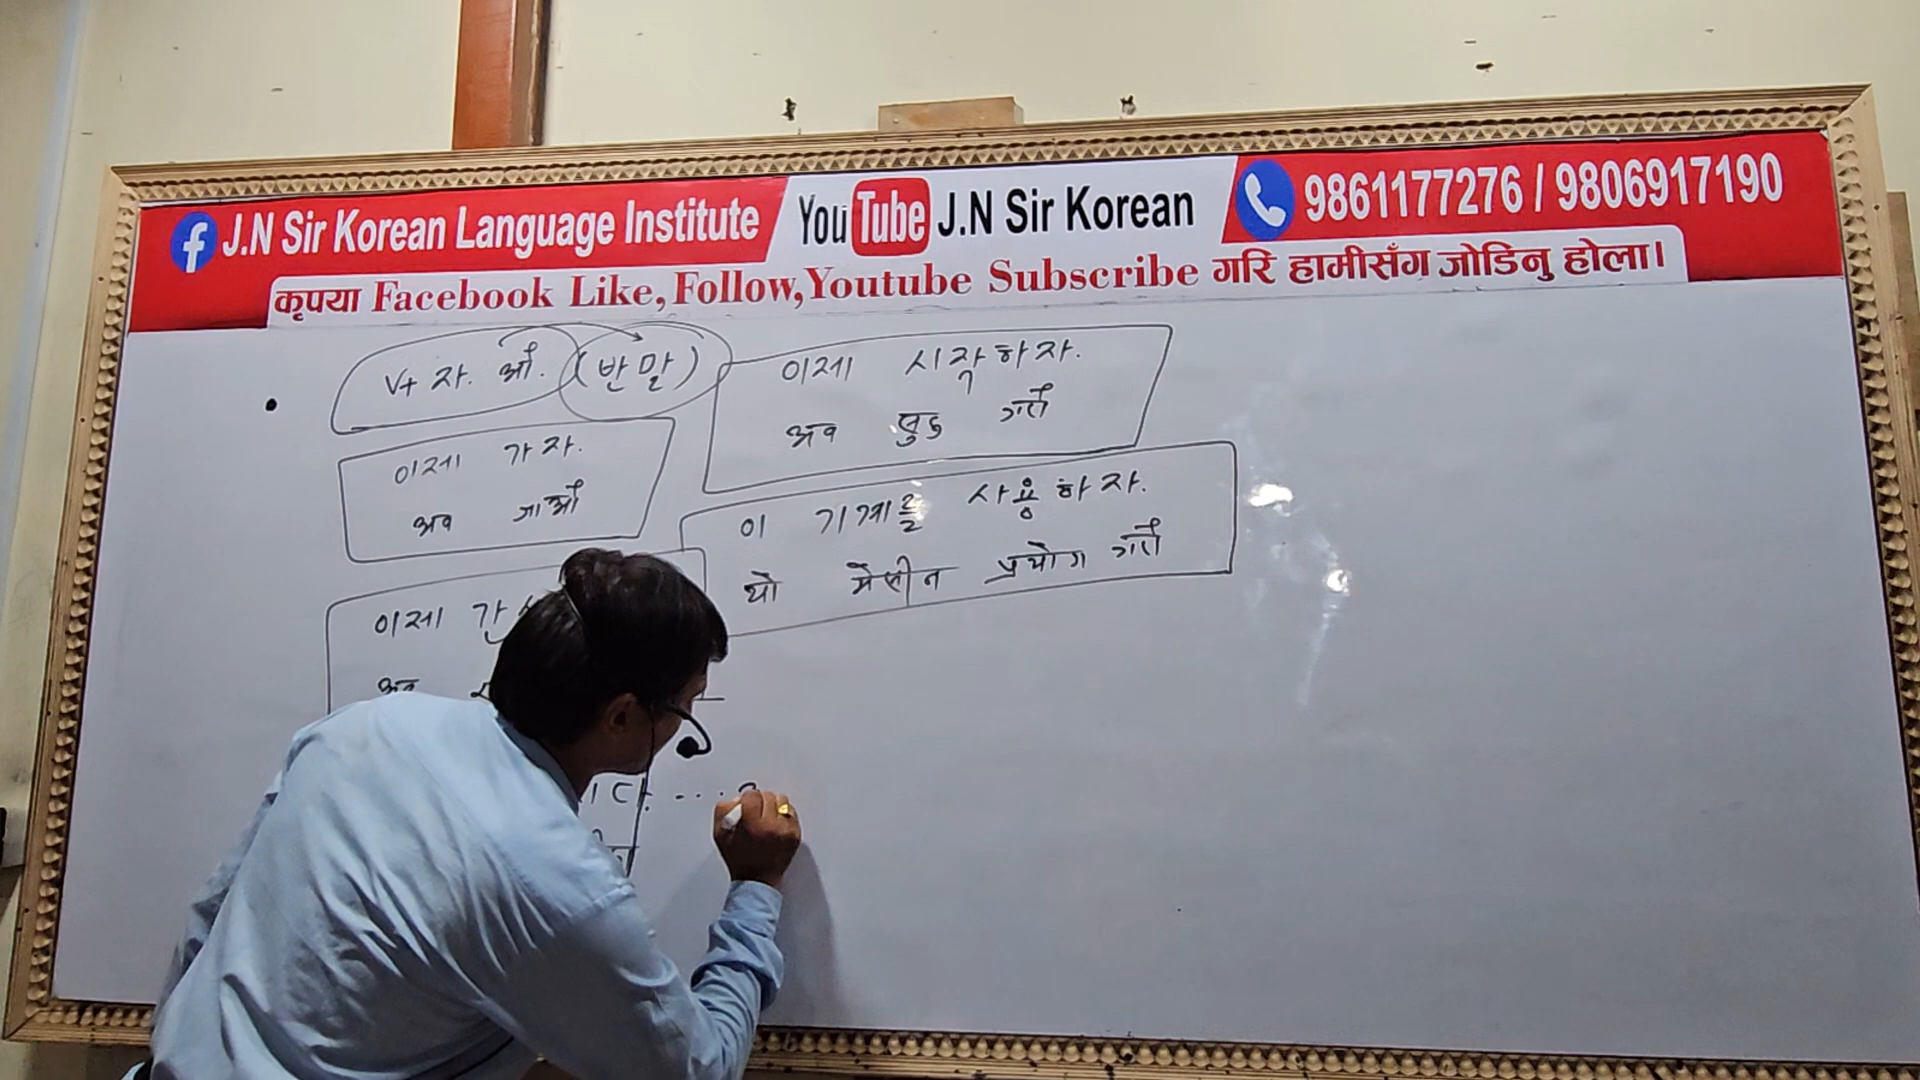 J.N Sir Korean Language Institute
YouTube J.N Sir Korean
9861177276 / 9806917190
कृपया Facebook Like, Follow, Youtube Subscribe गरि हामीसँग जोडिनु होला।
V+ 자. औं. (반말)
이제 가자.
अब जाऔं
이제 시작하자.
अब सुरु गरौं
이 기계를 사용하자.
यो मेसीन प्रयोग गरौं
이제
अब